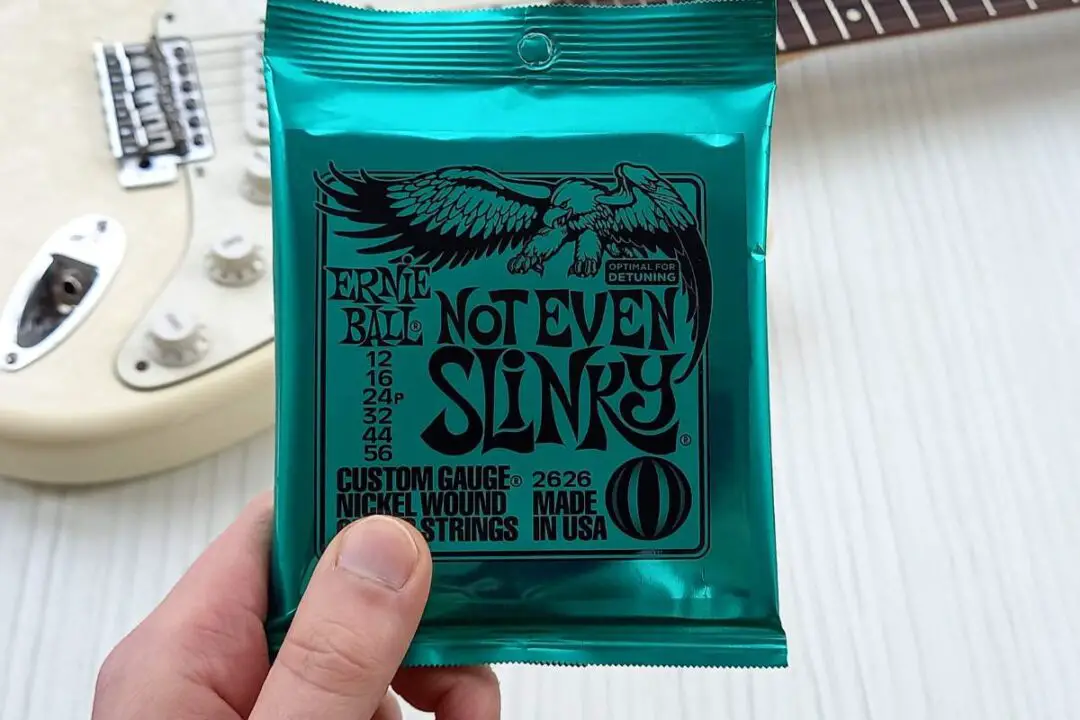 OPTIMAL FOR
DETUNING
ERNIE
BALL®
NOT EVEN
SLINKY®
12
16
24P
32
44
56
CUSTOM GAUGE®
NICKEL WOUND
STRINGS
2626
MADE
IN USA